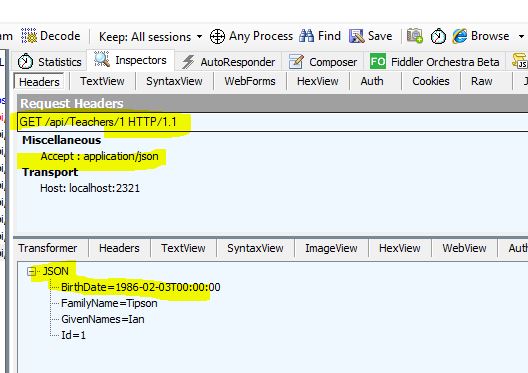 am Decode Keep: All sessions Any Process Find Save Browse
Statistics Inspectors AutoResponder Composer FO Fiddler Orchestra Beta JS
Headers TextView SyntaxView WebForms HexView Auth Cookies Raw J
Request Headers
GET /api/Teachers/1 HTTP/1.1
Miscellaneous
Accept : application/json
Transport
Host: localhost:2321
Transformer Headers TextView SyntaxView ImageView HexView WebView Auth
JSON
BirthDate=1986-02-03T00:00:00
FamilyName=Tipson
GivenNames=Ian
Id=1